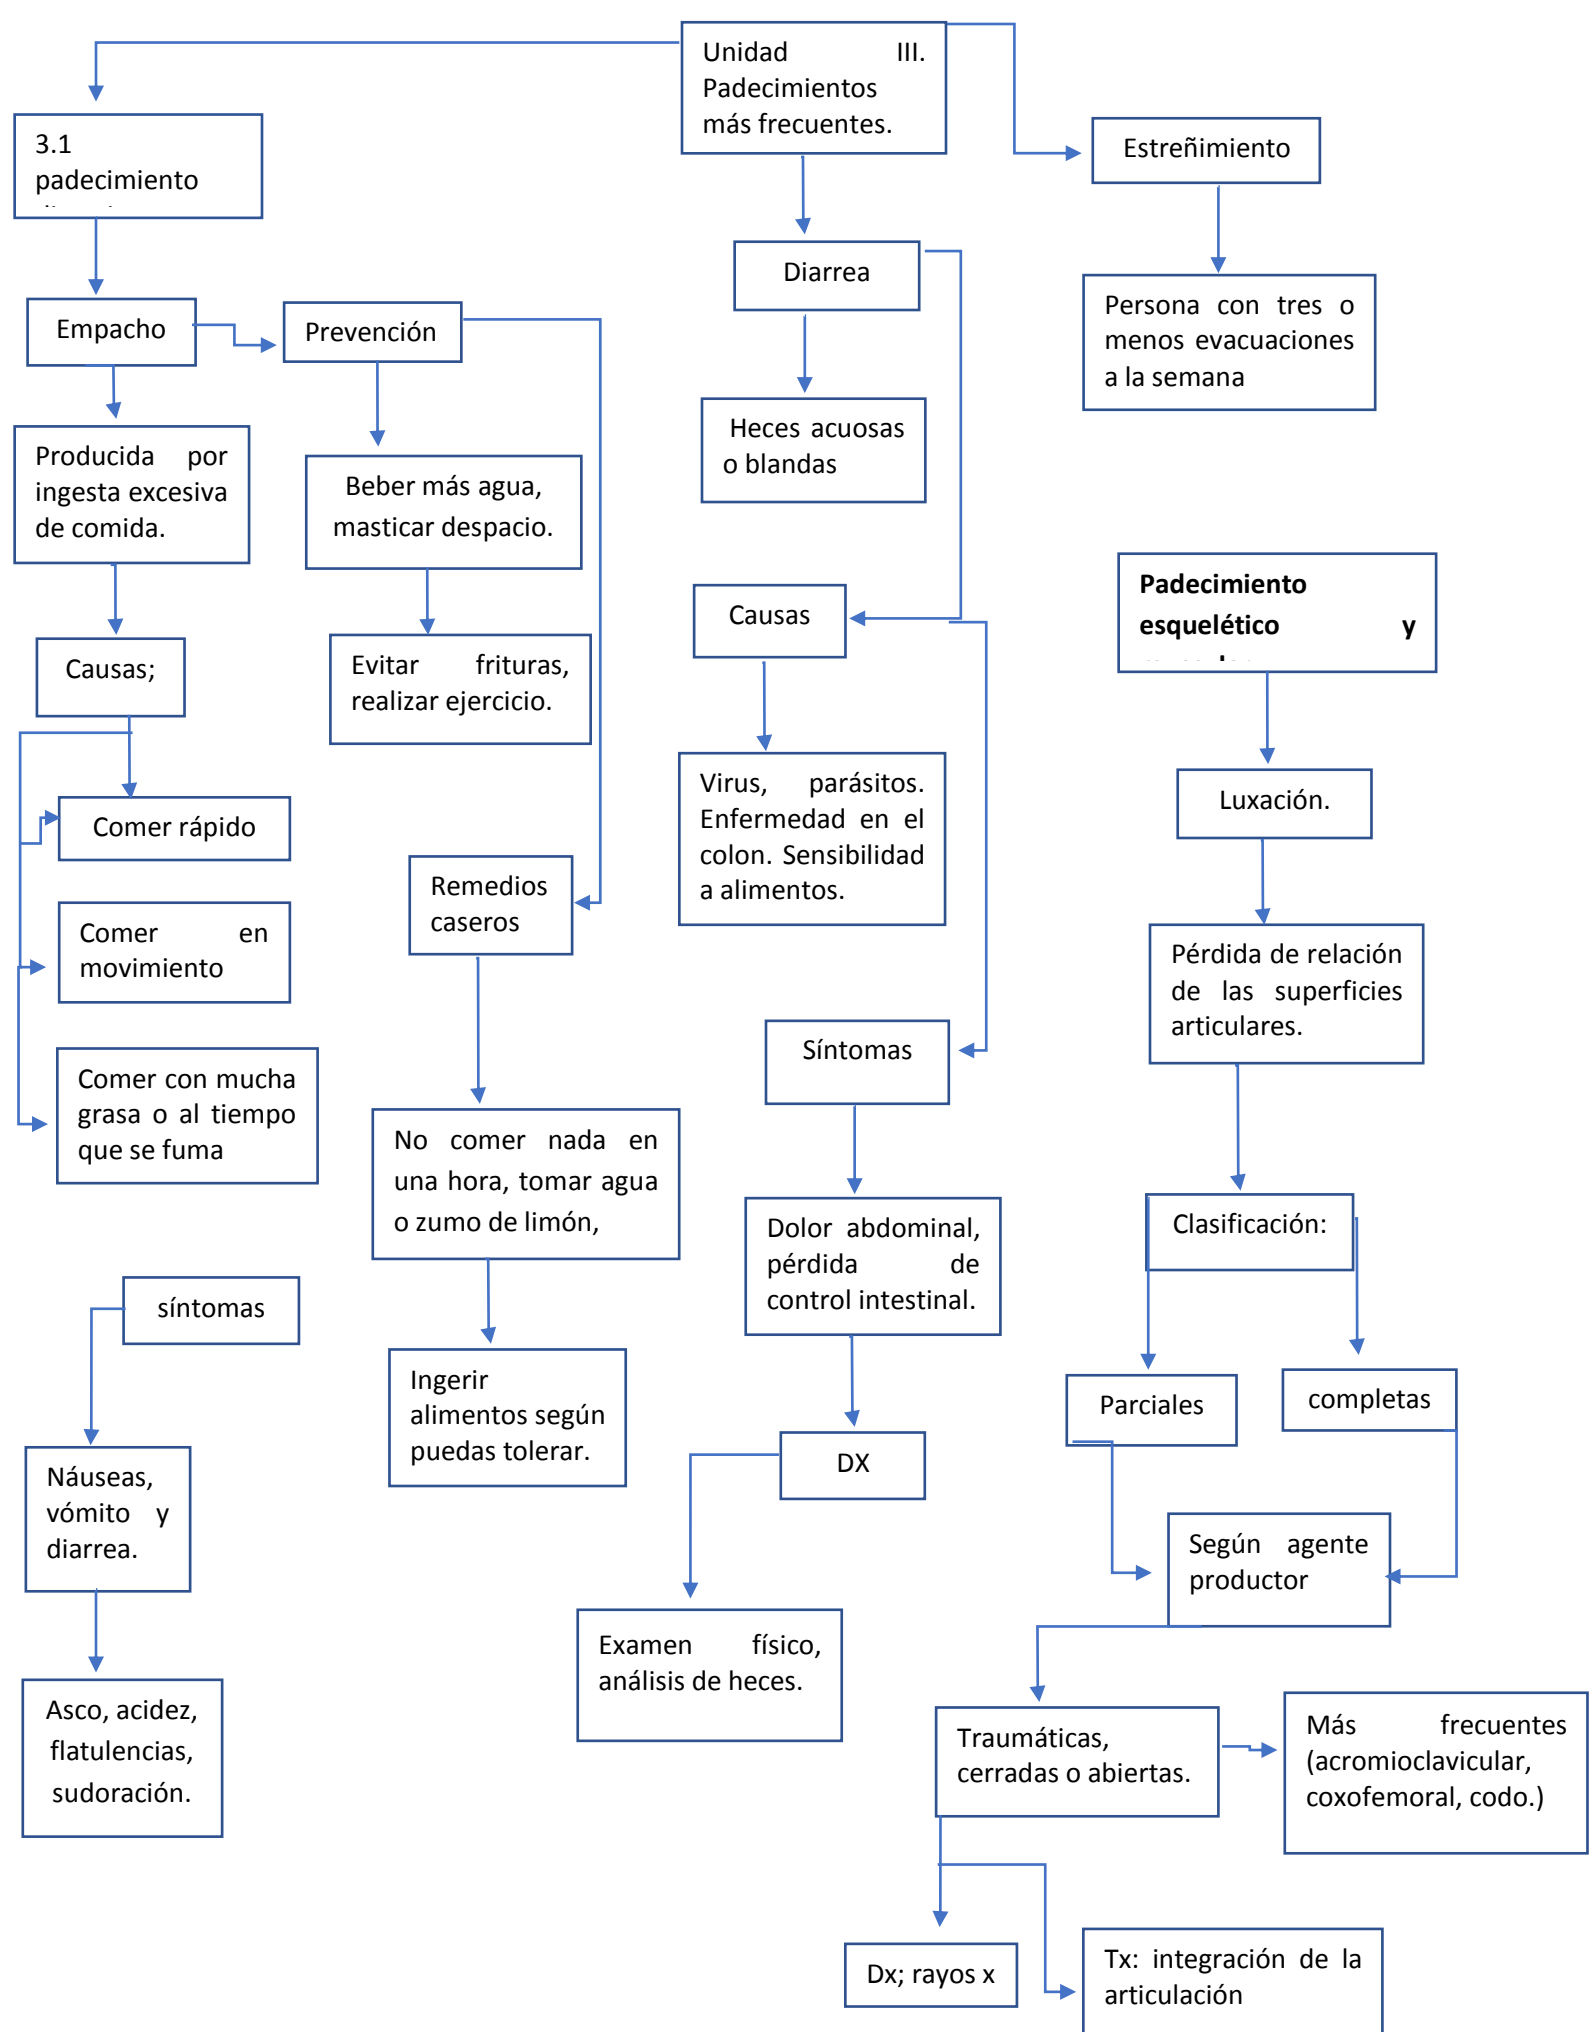 Unidad III.
Padecimientos
más frecuentes.
3.1
padecimiento
Estreñimiento
Diarrea
Persona con tres o
menos evacuaciones
a la semana
Empacho
Prevención
Heces acuosas
o blandas
Producida por
ingesta excesiva
de comida.
Beber más agua,
masticar despacio.
Causas;
Evitar frituras,
realizar ejercicio.
Causas
Padecimiento
esquelético y
Comer rápido
Virus, parásitos.
Enfermedad en el
colon. Sensibilidad
a alimentos.
Luxación.
Remedios
caseros
Comer en
movimiento
Pérdida de relación
de las superficies
articulares.
Comer con mucha
grasa o al tiempo
que se fuma
Síntomas
No comer nada en
una hora, tomar agua
o zumo de limón,
Dolor abdominal,
pérdida de
control intestinal.
Clasificación:
síntomas
Ingerir
alimentos según
puedas tolerar.
Parciales
completas
Náuseas,
vómito y
diarrea.
DX
Según agente
productor
Examen físico,
análisis de heces.
Asco, acidez,
flatulencias,
sudoración.
Traumáticas,
cerradas o abiertas.
Más frecuentes
(acromioclavicular,
coxofemoral, codo.)
Dx; rayos x
Tx: integración de la
articulación